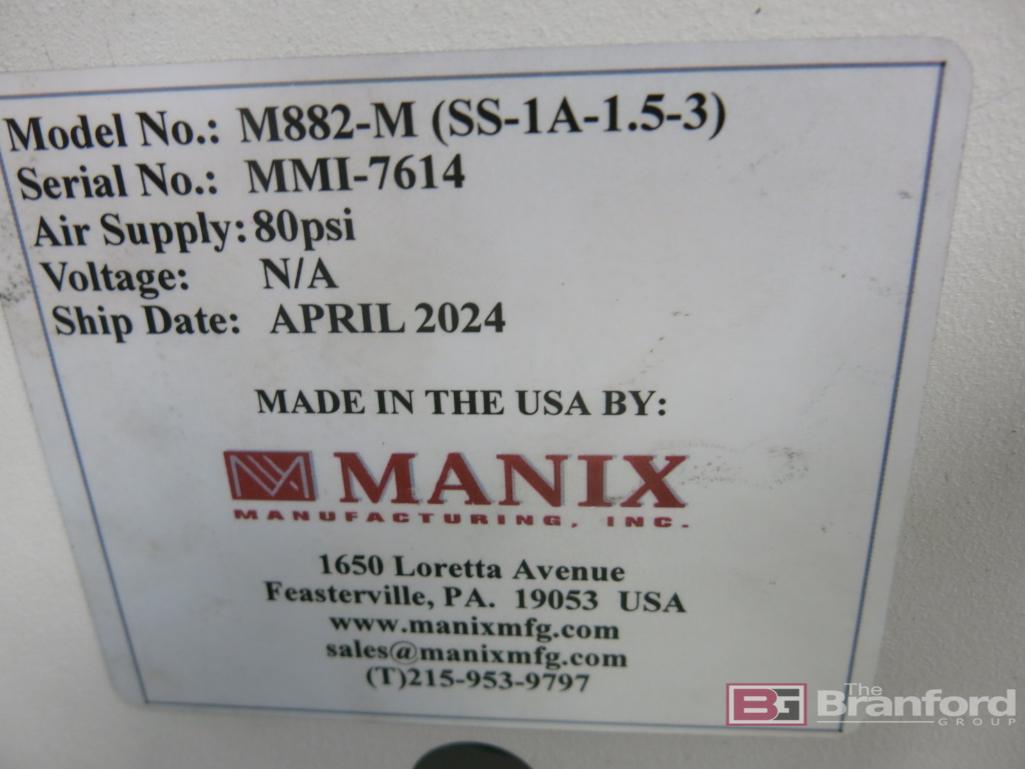 Model No.: M882-M (SS-1A-1.5-3)
Serial No.: MMI-7614
Air Supply: 80psi
Voltage: N/A
Ship Date: APRIL 2024
MADE IN THE USA BY:
MANIX
MANUFACTURING, INC.
1650 Loretta Avenue
Feasterville, PA. 19053 USA
www.manixmfg.com
sales@manixmfg.com
(T)215-953-9797
BG The Branford
GROUP